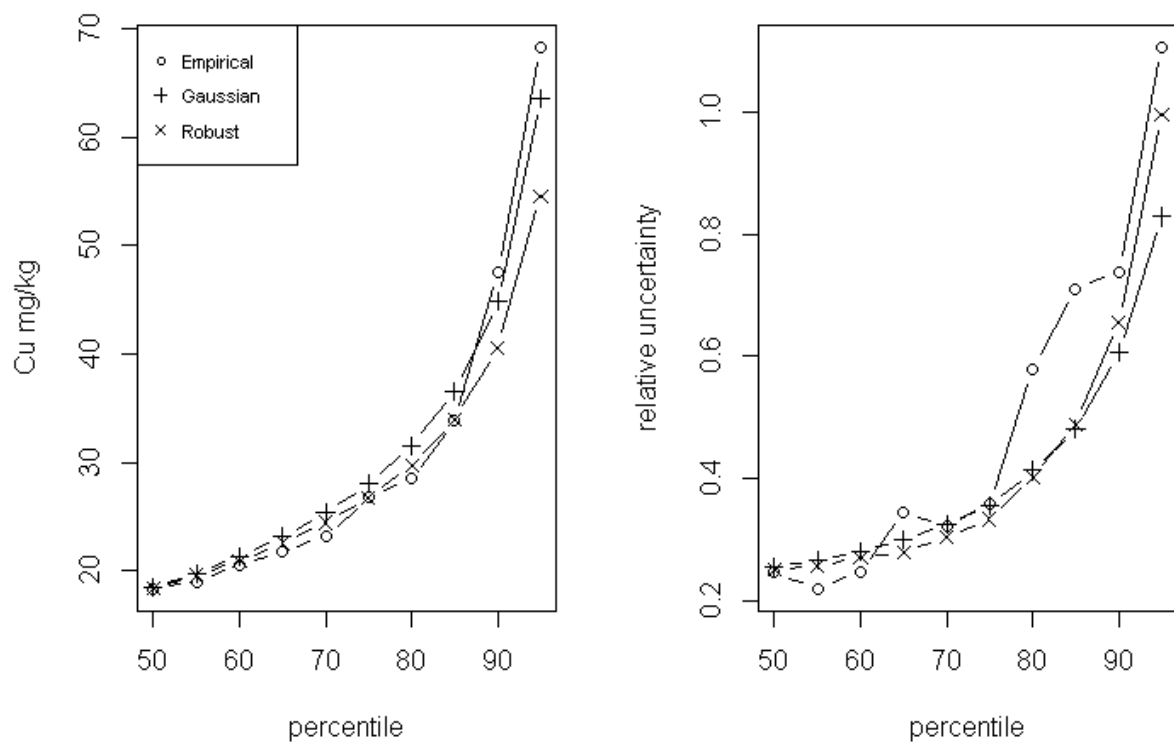 Cu mg/kg
70
60
50
40
30
20
Empirical
Gaussian
Robust
50 60 70 80 90
percentile
relative uncertainty
1.0
0.8
0.6
0.4
0.2
50 60 70 80 90
percentile